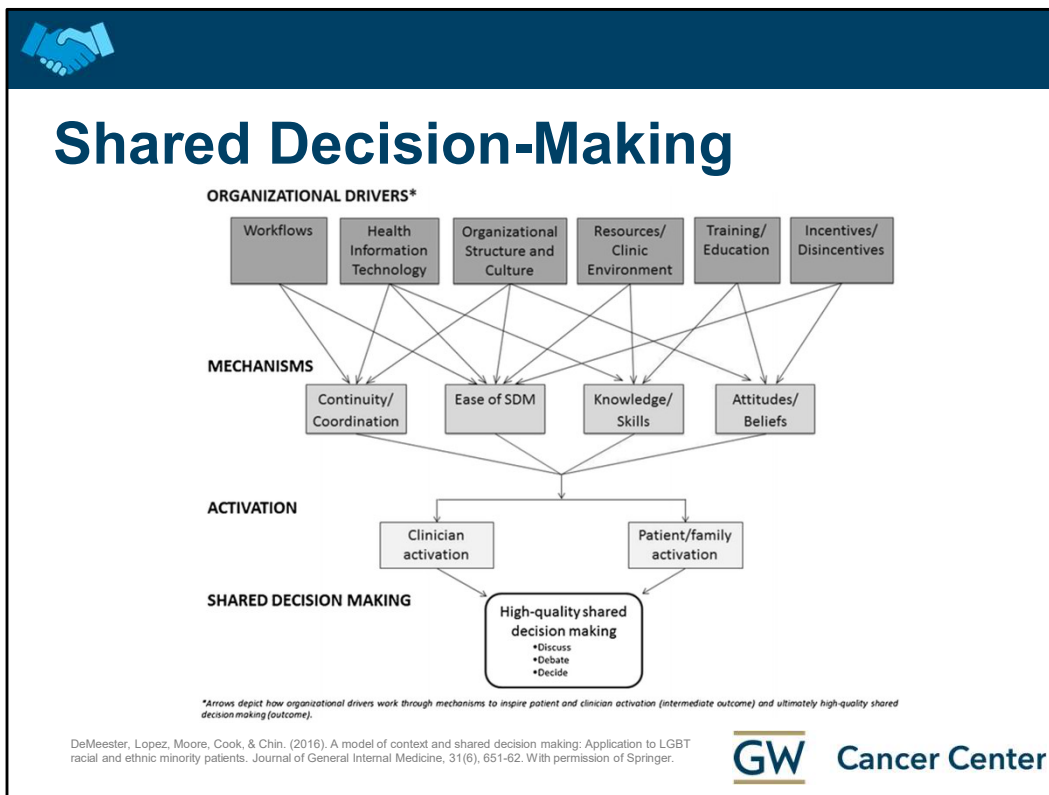 Shared Decision-Making
ORGANIZATIONAL DRIVERS*
Workflows
Health
Information
Technology
Organizational
Structure and
Culture
Resources/
Clinic
Environment
Training/
Education
Incentives/
Disincentives
MECHANISMS
Continuity/
Coordination
Ease of SDM
Knowledge/
Skills
Attitudes/
Beliefs
ACTIVATION
Clinician
activation
Patient/family
activation
SHARED DECISION MAKING
High-quality shared
decision making
•Discuss
•Debate
•Decide
*Arrows depict how organizational drivers work through mechanisms to inspire patient and clinician activation (intermediate outcome) and ultimately high-quality shared
decision making (outcome).
DeMeester, Lopez, Moore, Cook, & Chin. (2016). A model of context and shared decision making: Application to LGBT
racial and ethnic minority patients. Journal of General Internal Medicine, 31(6), 651-62. With permission of Springer.
GW Cancer Center